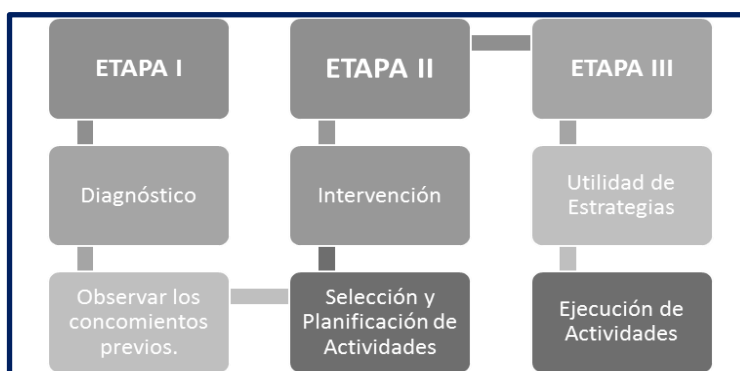 ETAPA I
Diagnóstico
Observar los
concomientos
previos.
ETAPA II
Intervención
Selección y
Planificación de
Actividades
ETAPA III
Utilidad de
Estrategias
Ejecución de
Actividades